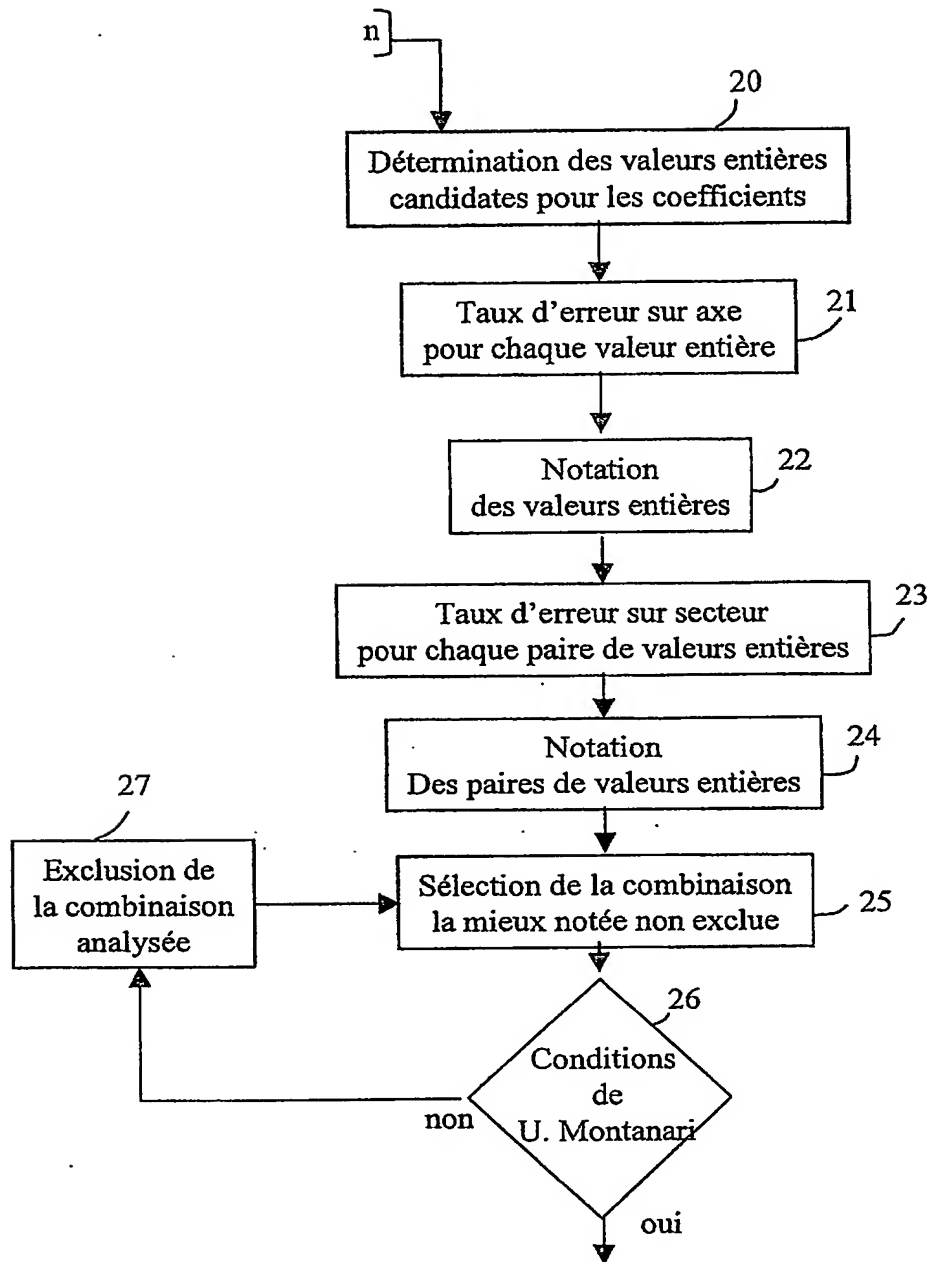 n
20
Détermination des valeurs entières
candidates pour les coefficients
21
Taux d'erreur sur axe
pour chaque valeur entière
22
Notation
des valeurs entières
23
Taux d'erreur sur secteur
pour chaque paire de valeurs entières
24
Notation
Des paires de valeurs entières
27
Exclusion de
la combinaison
analysée
Sélection de la combinaison
la mieux notée non exclue
25
26
Conditions
de
U. Montanari
non
oui